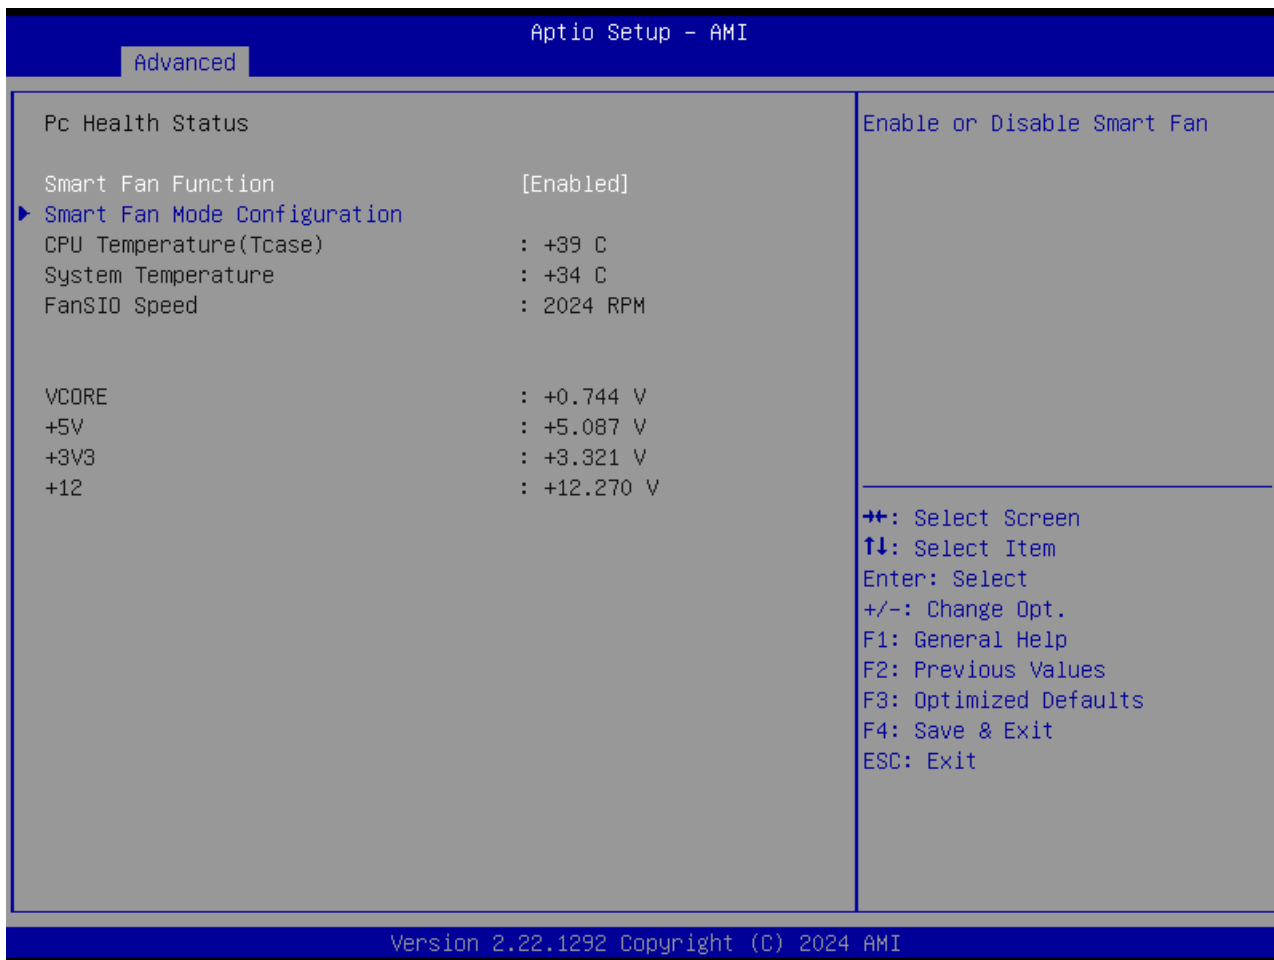 Aptio Setup – AMI
Advanced
Pc Health Status
Smart Fan Function [Enabled]
Smart Fan Mode Configuration
CPU Temperature(Tcase) : +39 C
System Temperature : +34 C
FanSIO Speed : 2024 RPM
VCORE : +0.744 V
+5V : +5.087 V
+3V3 : +3.321 V
+12 : +12.270 V
Enable or Disable Smart Fan
→←: Select Screen
↑↓: Select Item
Enter: Select
+/-: Change Opt.
F1: General Help
F2: Previous Values
F3: Optimized Defaults
F4: Save & Exit
ESC: Exit
Version 2.22.1292 Copyright (C) 2024 AMI